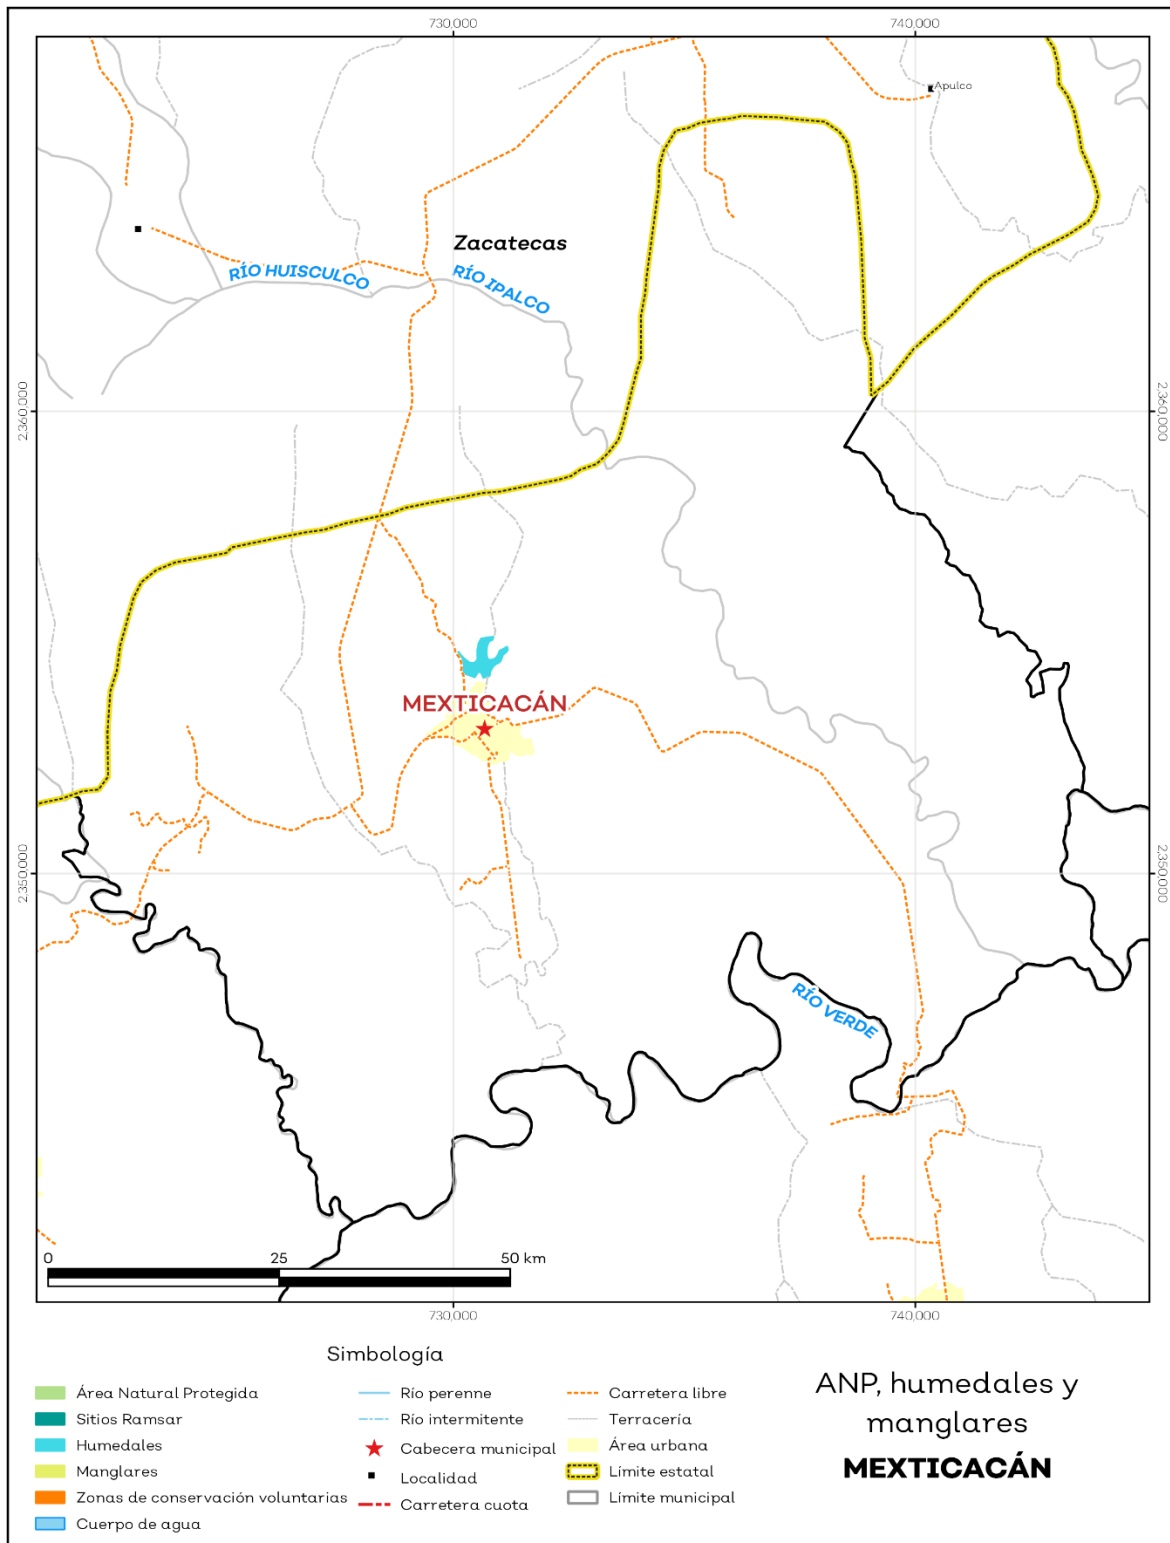 730,000
740,000
Apulco
Zacatecas
RÍO HUISCULCO
RÍO IPALCO
2,360,000
2,360,000
MEXTICACÁN
2,350,000
2,350,000
RÍO VERDE
0 25 50 km
730,000
740,000
Simbología
Área Natural Protegida
Sitios Ramsar
Humedales
Manglares
Zonas de conservación voluntarias
Cuerpo de agua
Río perenne
Río intermitente
Cabecera municipal
Localidad
Carretera cuota
Carretera libre
Terracería
Área urbana
Límite estatal
Límite municipal
ANP, humedales y
manglares
MEXTICACÁN